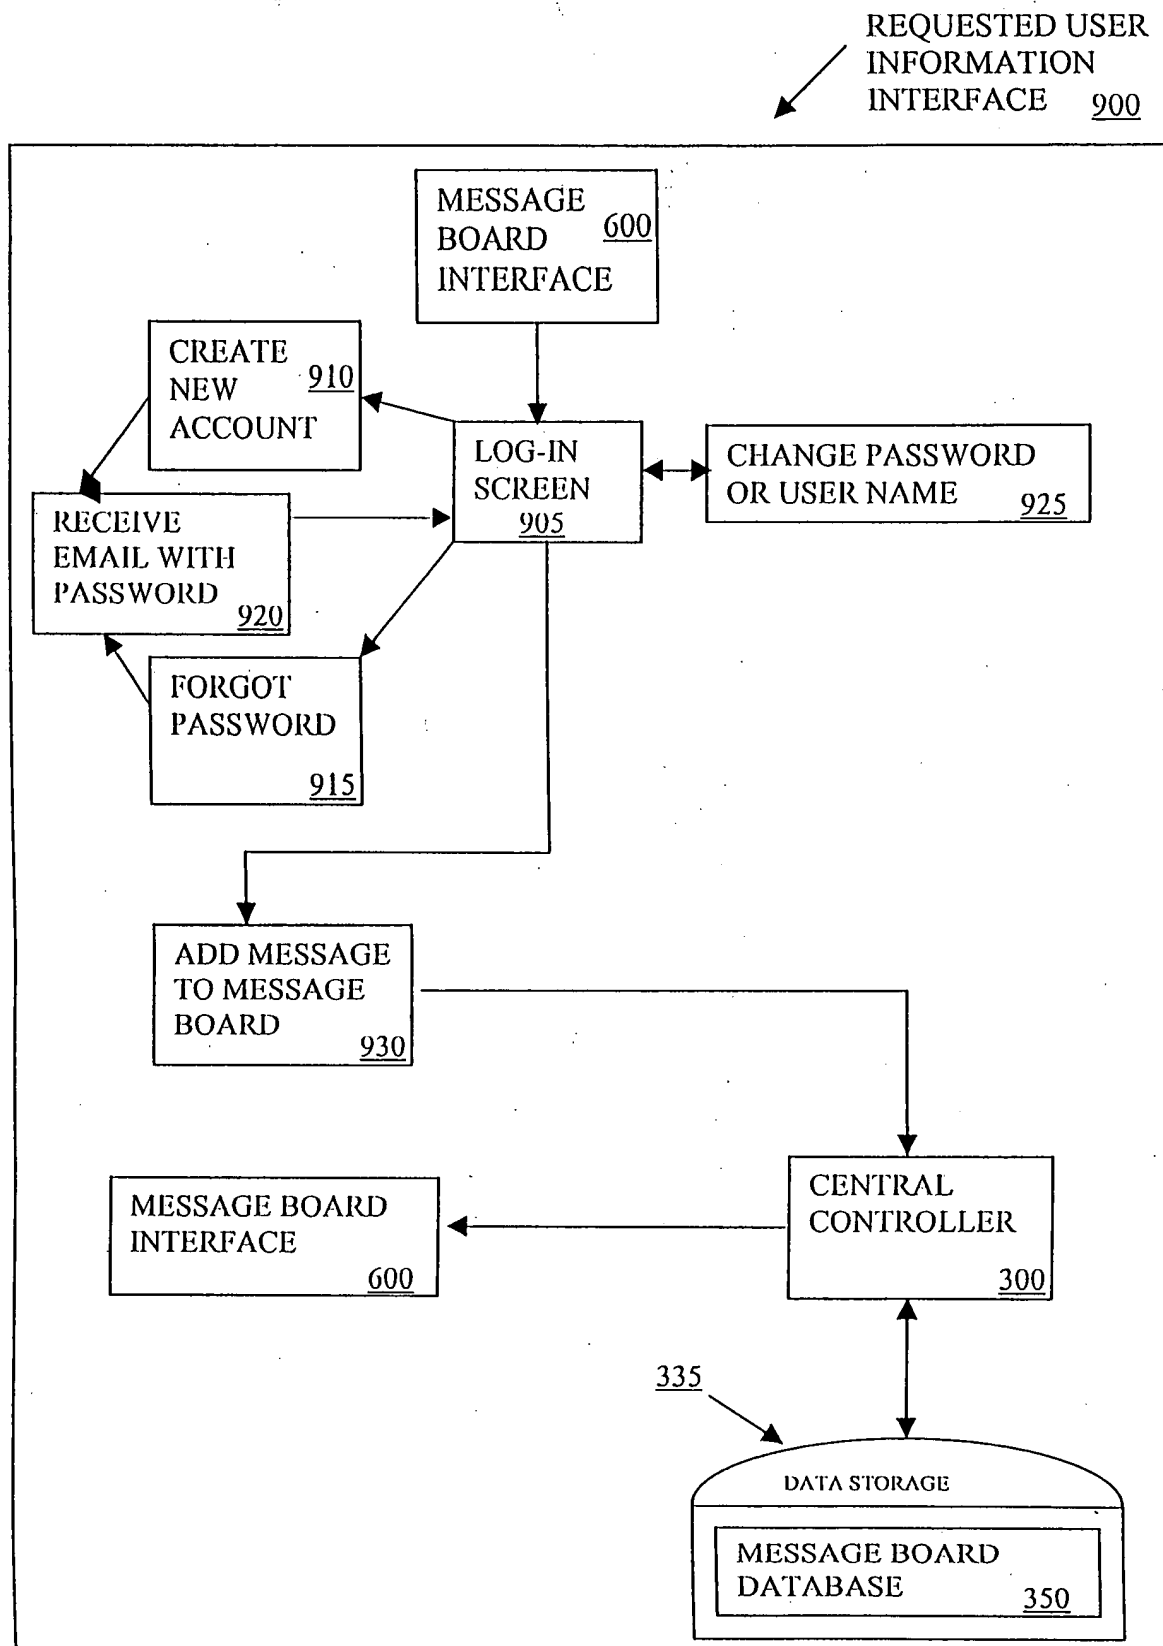 REQUESTED USER
INFORMATION
INTERFACE 900
MESSAGE
BOARD 600
INTERFACE
CREATE
NEW 910
ACCOUNT
LOG-IN
SCREEN
905
CHANGE PASSWORD
OR USER NAME 925
RECEIVE
EMAIL WITH
PASSWORD 920
FORGOT
PASSWORD
915
ADD MESSAGE
TO MESSAGE
BOARD 930
CENTRAL
CONTROLLER
300
MESSAGE BOARD
INTERFACE
600
335
DATA STORAGE
MESSAGE BOARD
DATABASE 350